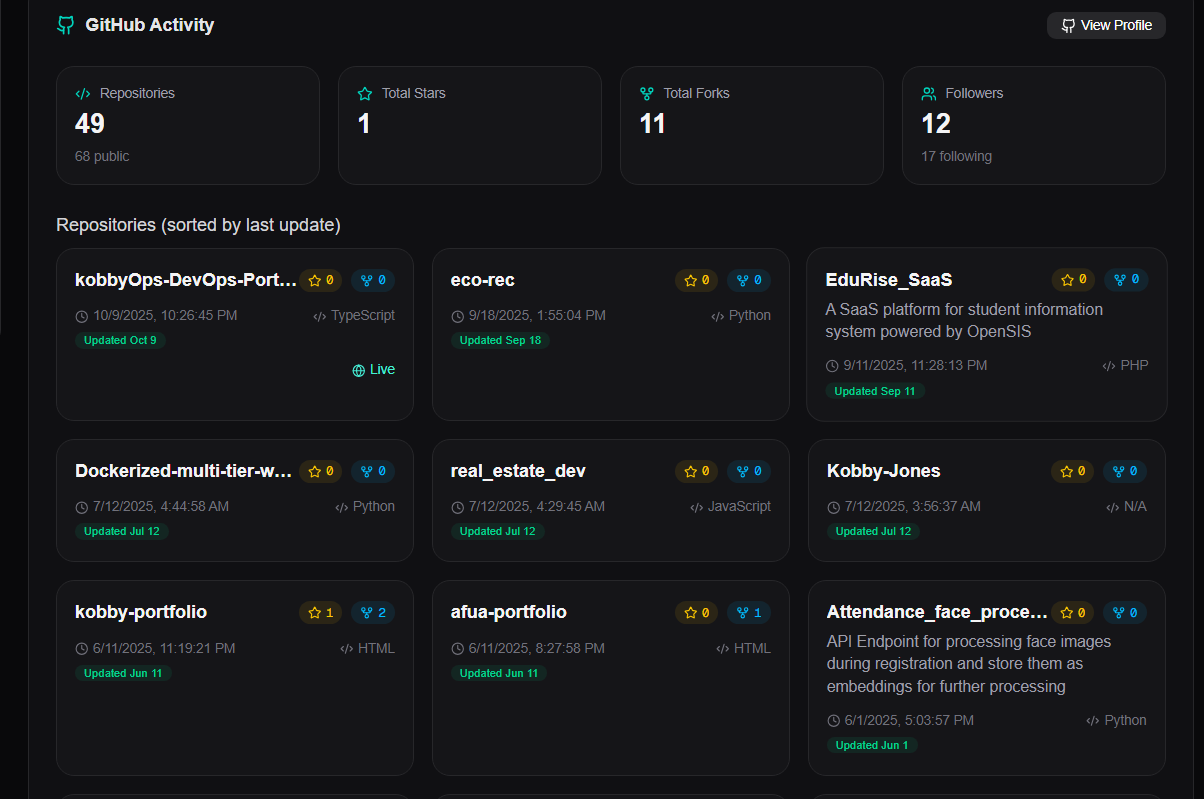 GitHub Activity
View Profile
Repositories
49
68 public
Total Stars
1
Total Forks
11
Followers
12
17 following
Repositories (sorted by last update)
kobbyOps-DevOps-Port... 0 0
10/9/2025, 10:26:45 PM TypeScript
Updated Oct 9
Live
eco-rec 0 0
9/18/2025, 1:55:04 PM Python
Updated Sep 18
EduRise_SaaS 0 0
A SaaS platform for student information
system powered by OpenSIS
9/11/2025, 11:28:13 PM PHP
Updated Sep 11
Dockerized-multi-tier-w... 0 0
7/12/2025, 4:44:58 AM Python
Updated Jul 12
real_estate_dev 0 0
7/12/2025, 4:29:45 AM JavaScript
Updated Jul 12
Kobby-Jones 0 0
7/12/2025, 3:56:37 AM N/A
Updated Jul 12
kobby-portfolio 1 2
6/11/2025, 11:19:21 PM HTML
Updated Jun 11
afua-portfolio 0 1
6/11/2025, 8:27:58 PM HTML
Updated Jun 11
Attendance_face_proce... 0 0
API Endpoint for processing face images
during registration and store them as
embeddings for further processing
6/1/2025, 5:03:57 PM Python
Updated Jun 1